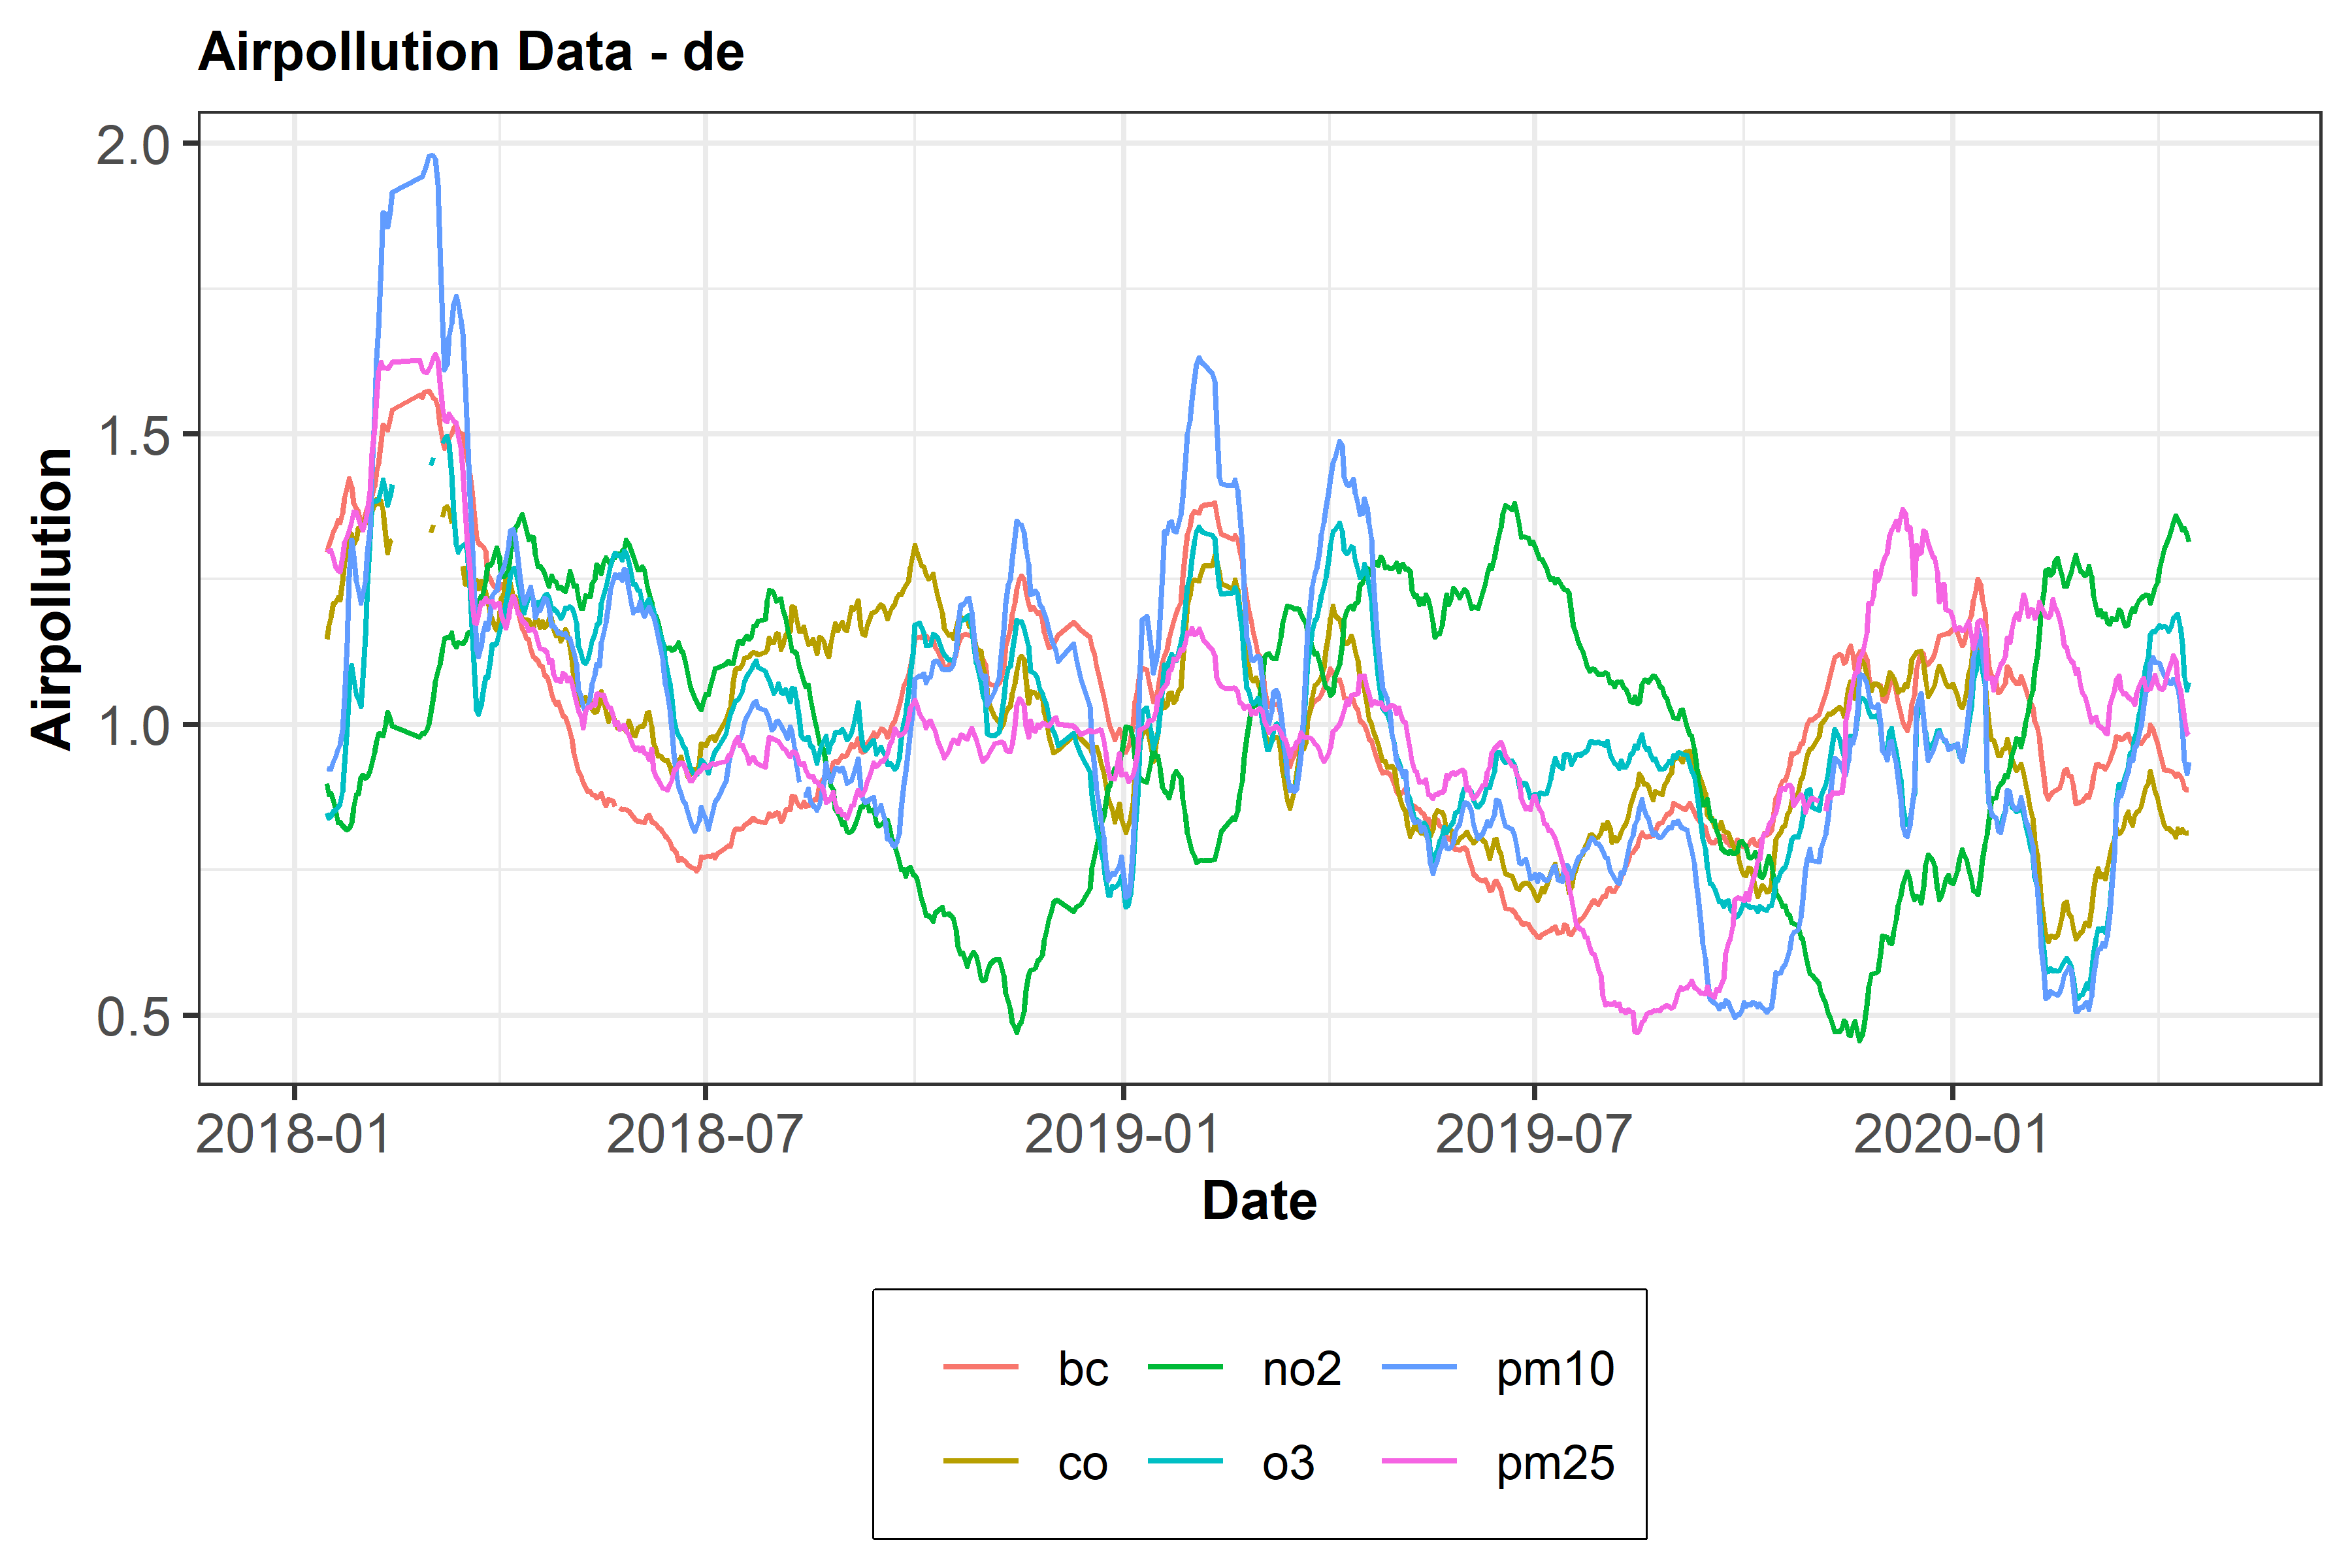 Airpollution Data - de
Airpollution
2.0
1.5
1.0
0.5
2018-01 2018-07 2019-01 2019-07 2020-01
Date
bc no2 pm10
co o3 pm25